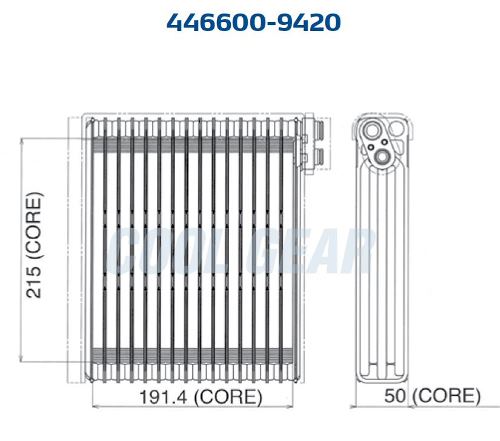 446600-9420
215 (CORE)
COOL GEAR
191.4 (CORE)
50 (CORE)